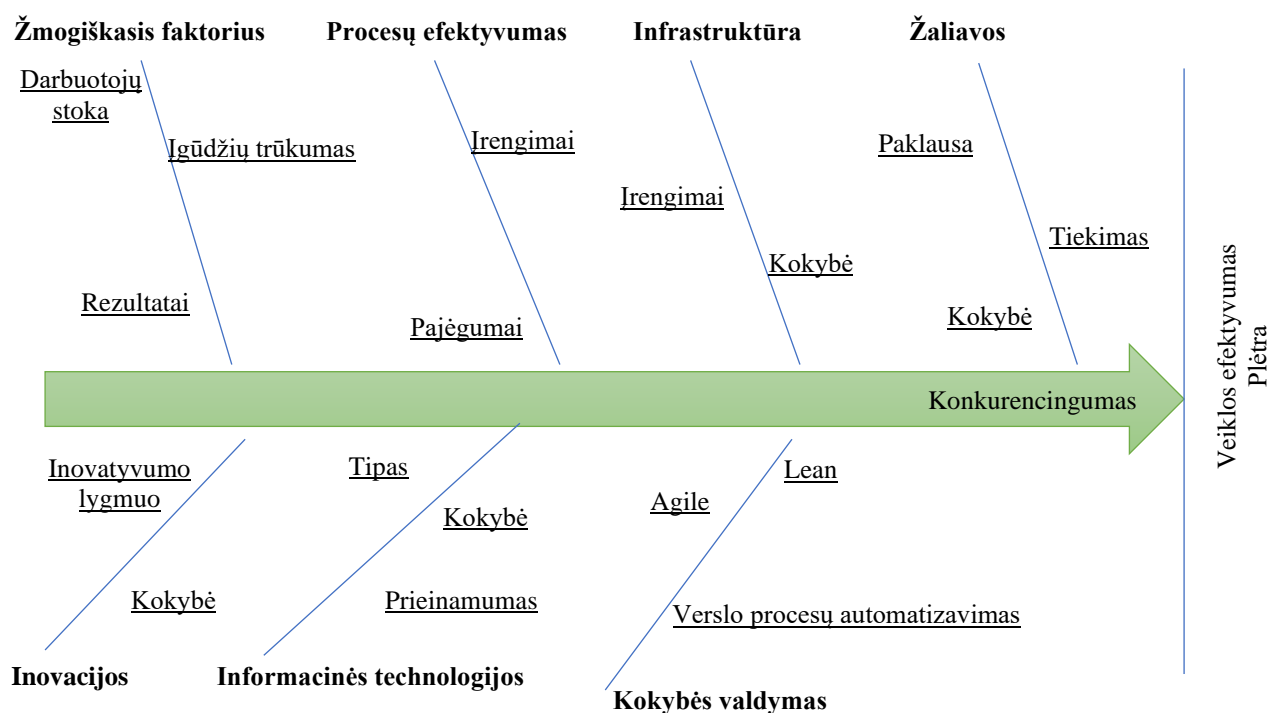 Žmogiškasis faktorius
Procesų efektyvumas
Infrastruktūra
Žaliavos
Darbuotojų
stoka
Igūdžių trūkumas
Rezultatai
Įrengimai
Pajėgumai
Įrengimai
Kokybė
Paklausa
Tiekimas
Kokybė
Konkurencingumas
Veiklos efektyvumas
Plėtra
Inovatyvumo
lygmuo
Kokybė
Tipas
Kokybė
Prieinamumas
Agile
Lean
Verslo procesų automatizavimas
Inovacijos
Informacinės technologijos
Kokybės valdymas